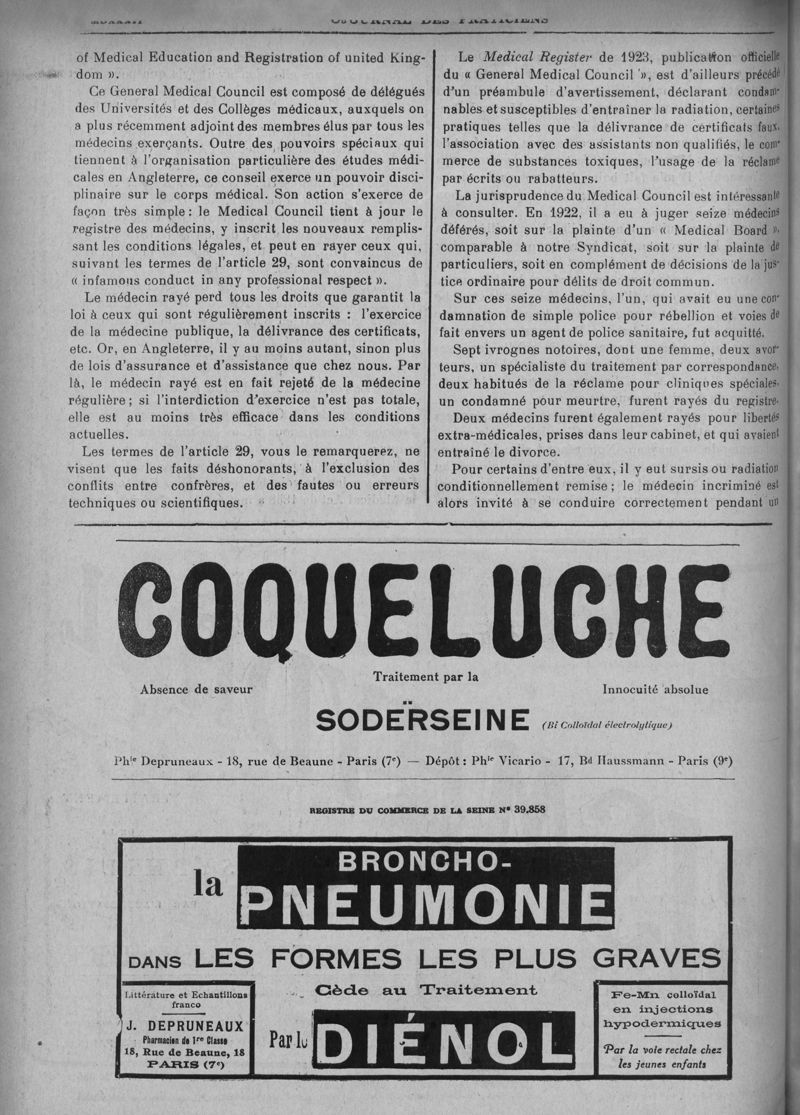 of Medical Education and Registration of united King-
dom ».
Ce General Medical Council est composé de délégués
des Universités et des Collèges médicaux, auxquels on
a plus récemment adjoint des membres élus par tous les
médecins exerçants. Outre des pouvoirs spéciaux qui
tiennent à l'organisation particulière des études médi-
cales en Angleterre, ce conseil exerce un pouvoir disci-
plinaire sur le corps médical. Son action s'exerce de
façon très simple : le Medical Council tient à jour le
registre des médecins, y inscrit les nouveaux remplis-
sant les conditions légales, et peut en rayer ceux qui,
suivant les termes de l'article 29, sont convaincus de
« infamous conduct in any professional respect ».
Le médecin rayé perd tous les droits que garantit la
loi à ceux qui sont régulièrement inscrits : l'exercice
de la médecine publique, la délivrance des certificats,
etc. Or, en Angleterre, il y au moins autant, sinon plus
de lois d'assurance et d'assistance que chez nous. Par
là, le médecin rayé est en fait rejeté de la médecine
régulière ; si l'interdiction d'exercice n'est pas totale,
elle est au moins très efficace dans les conditions
actuelles.
Les termes de l'article 29, vous le remarquerez, ne
visent que les faits déshonorants, à l'exclusion des
conflits entre confrères, et des fautes ou erreurs
techniques ou scientifiques.
Le Medical Register de 1923, publication officielle
du « General Medical Council », est d'ailleurs précédé
d'un préambule d'avertissement, déclarant condam-
nables et susceptibles d'entraîner la radiation, certaines
pratiques telles que la délivrance de certificats faux,
l'association avec des assistants non qualifiés, le com-
merce de substances toxiques, l'usage de la réclame
par écrits ou rabatteurs.
La jurisprudence du Medical Council est intéressante
à consulter. En 1922, il a eu à juger seize médecins
déférés, soit sur la plainte d'un « Medical Board »,
comparable à notre Syndicat, soit sur la plainte de
particuliers, soit en complément de décisions de la jus-
tice ordinaire pour délits de droit commun.
Sur ces seize médecins, l'un, qui avait eu une con-
damnation de simple police pour rébellion et voies de
fait envers un agent de police sanitaire, fut acquitté.
Sept ivrognes notoires, dont une femme, deux avor-
teurs, un spécialiste du traitement par correspondance,
deux habitués de la réclame pour cliniques spéciales,
un condamné pour meurtre, furent rayés du registre.
Deux médecins furent également rayés pour libertés
extra-médicales, prises dans leur cabinet, et qui avaient
entraîné le divorce.
Pour certains d'entre eux, il y eut sursis ou radiation
conditionnellement remise ; le médecin incriminé est
alors invité à se conduire correctement pendant un
COQUELUCHE
Traitement par la
Absence de saveur
Innocuité absolue
SODERSEÏNE (Bi Colloïdal électrolytique)
Phie Depruneaux - 18, rue de Beaune - Paris (7e) — Dépôt : Phie Vicario - 17, Bd Haussmann - Paris (9e)
REGISTRE DU COMMERCE DE LA SEINE N° 39.858
la BRONCHO-
PNEUMONIE
DANS LES FORMES LES PLUS GRAVES
Cède au Traitement
Par le DIÉNOL
Littérature et Echantillons
franco
J. DEPRUNEAUX
Pharmacien de 1re Classe
18, Rue de Beaune, 18
PARIS (7e)
Fe-Mn colloïdal
en injections
hypodermiques
Par la voie rectale chez
les jeunes enfants